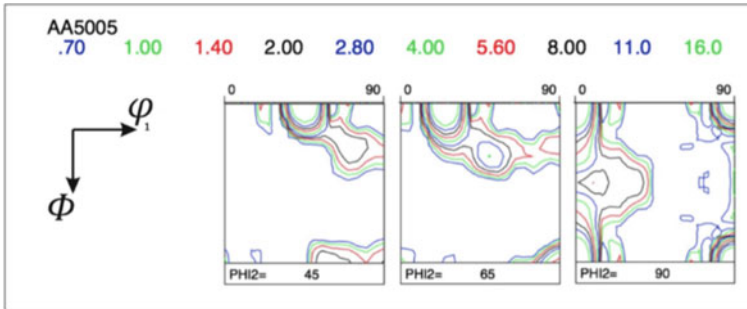 AA5005
.70 1.00 1.40 2.00 2.80 4.00 5.60 8.00 11.0 16.0
0 90 0 90 0 90
φ1
Φ
PHI2= 45 PHI2= 65 PHI2= 90